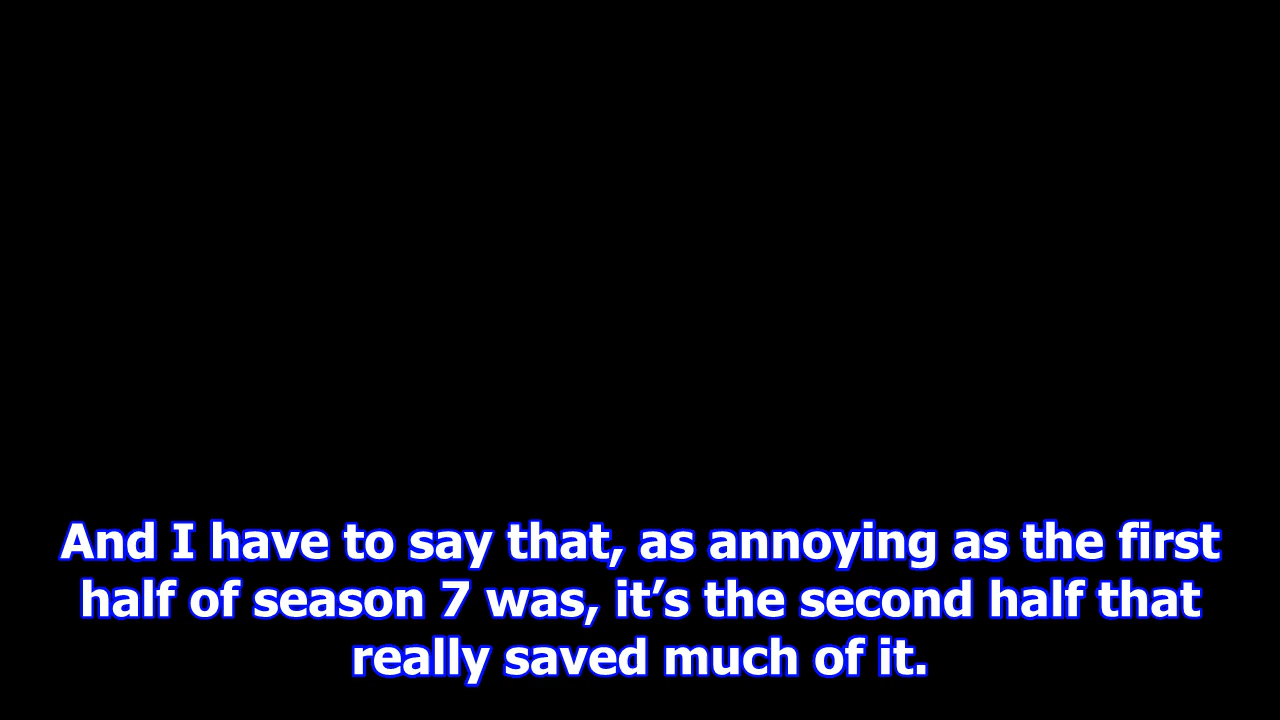 And I have to say that, as annoying as the first
half of season 7 was, it’s the second half that
really saved much of it.